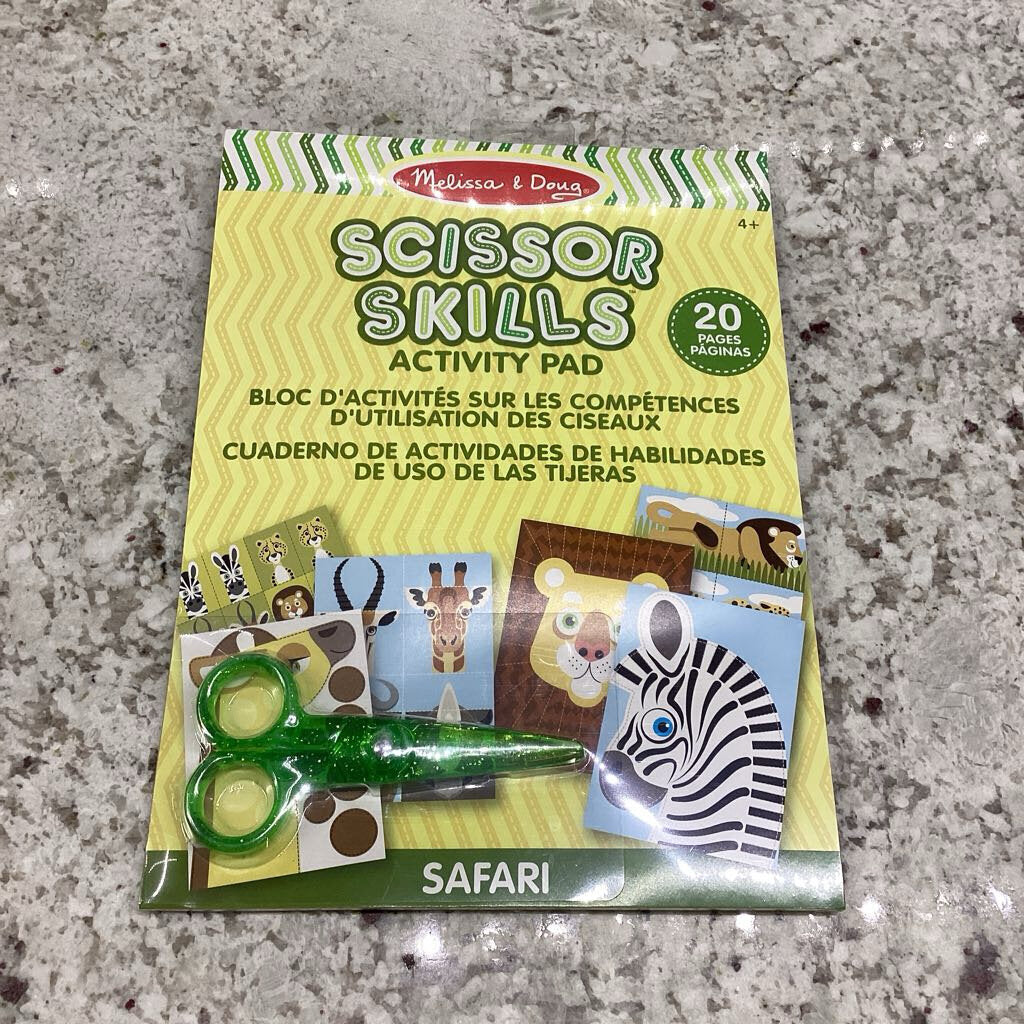 Melissa & Doug®
4+
SCISSOR
SKILLS™
ACTIVITY PAD
20
PAGES
PÁGINAS
BLOC D'ACTIVITÉS SUR LES COMPÉTENCES
D'UTILISATION DES CISEAUX
CUADERNO DE ACTIVIDADES DE HABILIDADES
DE USO DE LAS TIJERAS
SAFARI